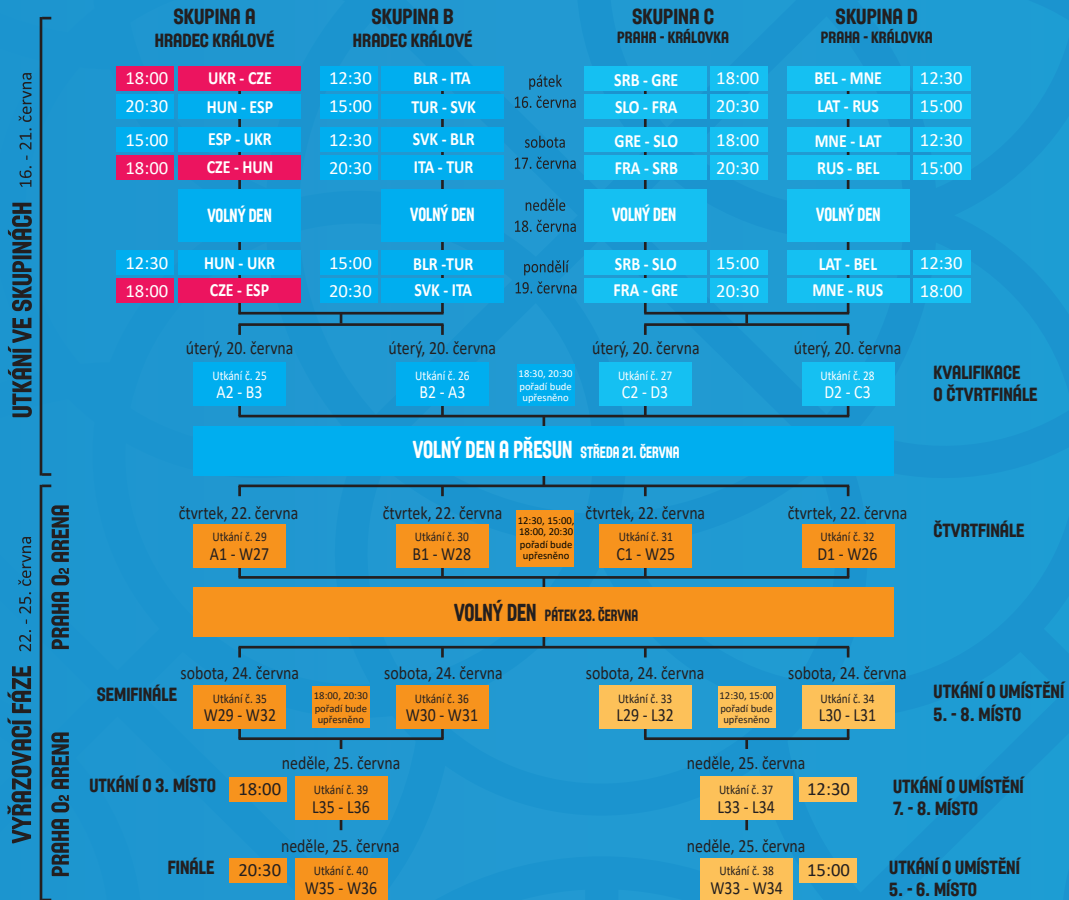 SKUPINA A
HRADEC KRÁLOVÉ
SKUPINA B
HRADEC KRÁLOVÉ
SKUPINA C
PRAHA - KRÁLOVKA
SKUPINA D
PRAHA - KRÁLOVKA
UTKÁNÍ VE SKUPINÁCH 16. - 21. června
18:00 UKR - CZE
12:30 BLR - ITA
pátek
16. června
SRB - GRE 18:00
BEL - MNE 12:30
20:30 HUN - ESP
15:00 TUR - SVK
SLO - FRA 20:30
LAT - RUS 15:00
15:00 ESP - UKR
12:30 SVK - BLR
sobota
17. června
GRE - SLO 18:00
MNE - LAT 12:30
18:00 CZE - HUN
20:30 ITA - TUR
FRA - SRB 20:30
RUS - BEL 15:00
VOLNÝ DEN
VOLNÝ DEN
neděle
18. června
VOLNÝ DEN
VOLNÝ DEN
12:30 HUN - UKR
15:00 BLR -TUR
pondělí
19. června
SRB - SLO 15:00
LAT - BEL 12:30
18:00 CZE - ESP
20:30 SVK - ITA
FRA - GRE 20:30
MNE - RUS 18:00
úterý, 20. června
Utkání č. 25
A2 - B3
úterý, 20. června
Utkání č. 26
B2 - A3
18:30, 20:30
pořadí bude
upřesněno
úterý, 20. června
Utkání č. 27
C2 - D3
úterý, 20. června
Utkání č. 28
D2 - C3
KVALIFIKACE
O ČTVRTFINÁLE
VOLNÝ DEN A PŘESUN STŘEDA 21. ČERVNA
VYŘAZOVACÍ FÁZE 22. - 25. června
PRAHA O₂ ARENA
čtvrtek, 22. června
Utkání č. 29
A1 - W27
čtvrtek, 22. června
Utkání č. 30
B1 - W28
12:30, 15:00,
18:00, 20:30
pořadí bude
upřesněno
čtvrtek, 22. června
Utkání č. 31
C1 - W25
čtvrtek, 22. června
Utkání č. 32
D1 - W26
ČTVRTFINÁLE
VOLNÝ DEN PÁTEK 23. ČERVNA
PRAHA O₂ ARENA
SEMIFINÁLE
sobota, 24. června
Utkání č. 35
W29 - W32
18:00, 20:30
pořadí bude
upřesněno
sobota, 24. června
Utkání č. 36
W30 - W31
sobota, 24. června
Utkání č. 33
L29 - L32
12:30, 15:00
pořadí bude
upřesněno
sobota, 24. června
Utkání č. 34
L30 - L31
UTKÁNÍ O UMÍSTĚNÍ
5. - 8. MÍSTO
UTKÁNÍ O 3. MÍSTO
18:00
neděle, 25. června
Utkání č. 39
L35 - L36
neděle, 25. června
Utkání č. 37
L33 - L34
12:30
UTKÁNÍ O UMÍSTĚNÍ
7. - 8. MÍSTO
FINÁLE
20:30
neděle, 25. června
Utkání č. 40
W35 - W36
neděle, 25. června
Utkání č. 38
W33 - W34
15:00
UTKÁNÍ O UMÍSTĚNÍ
5. - 6. MÍSTO